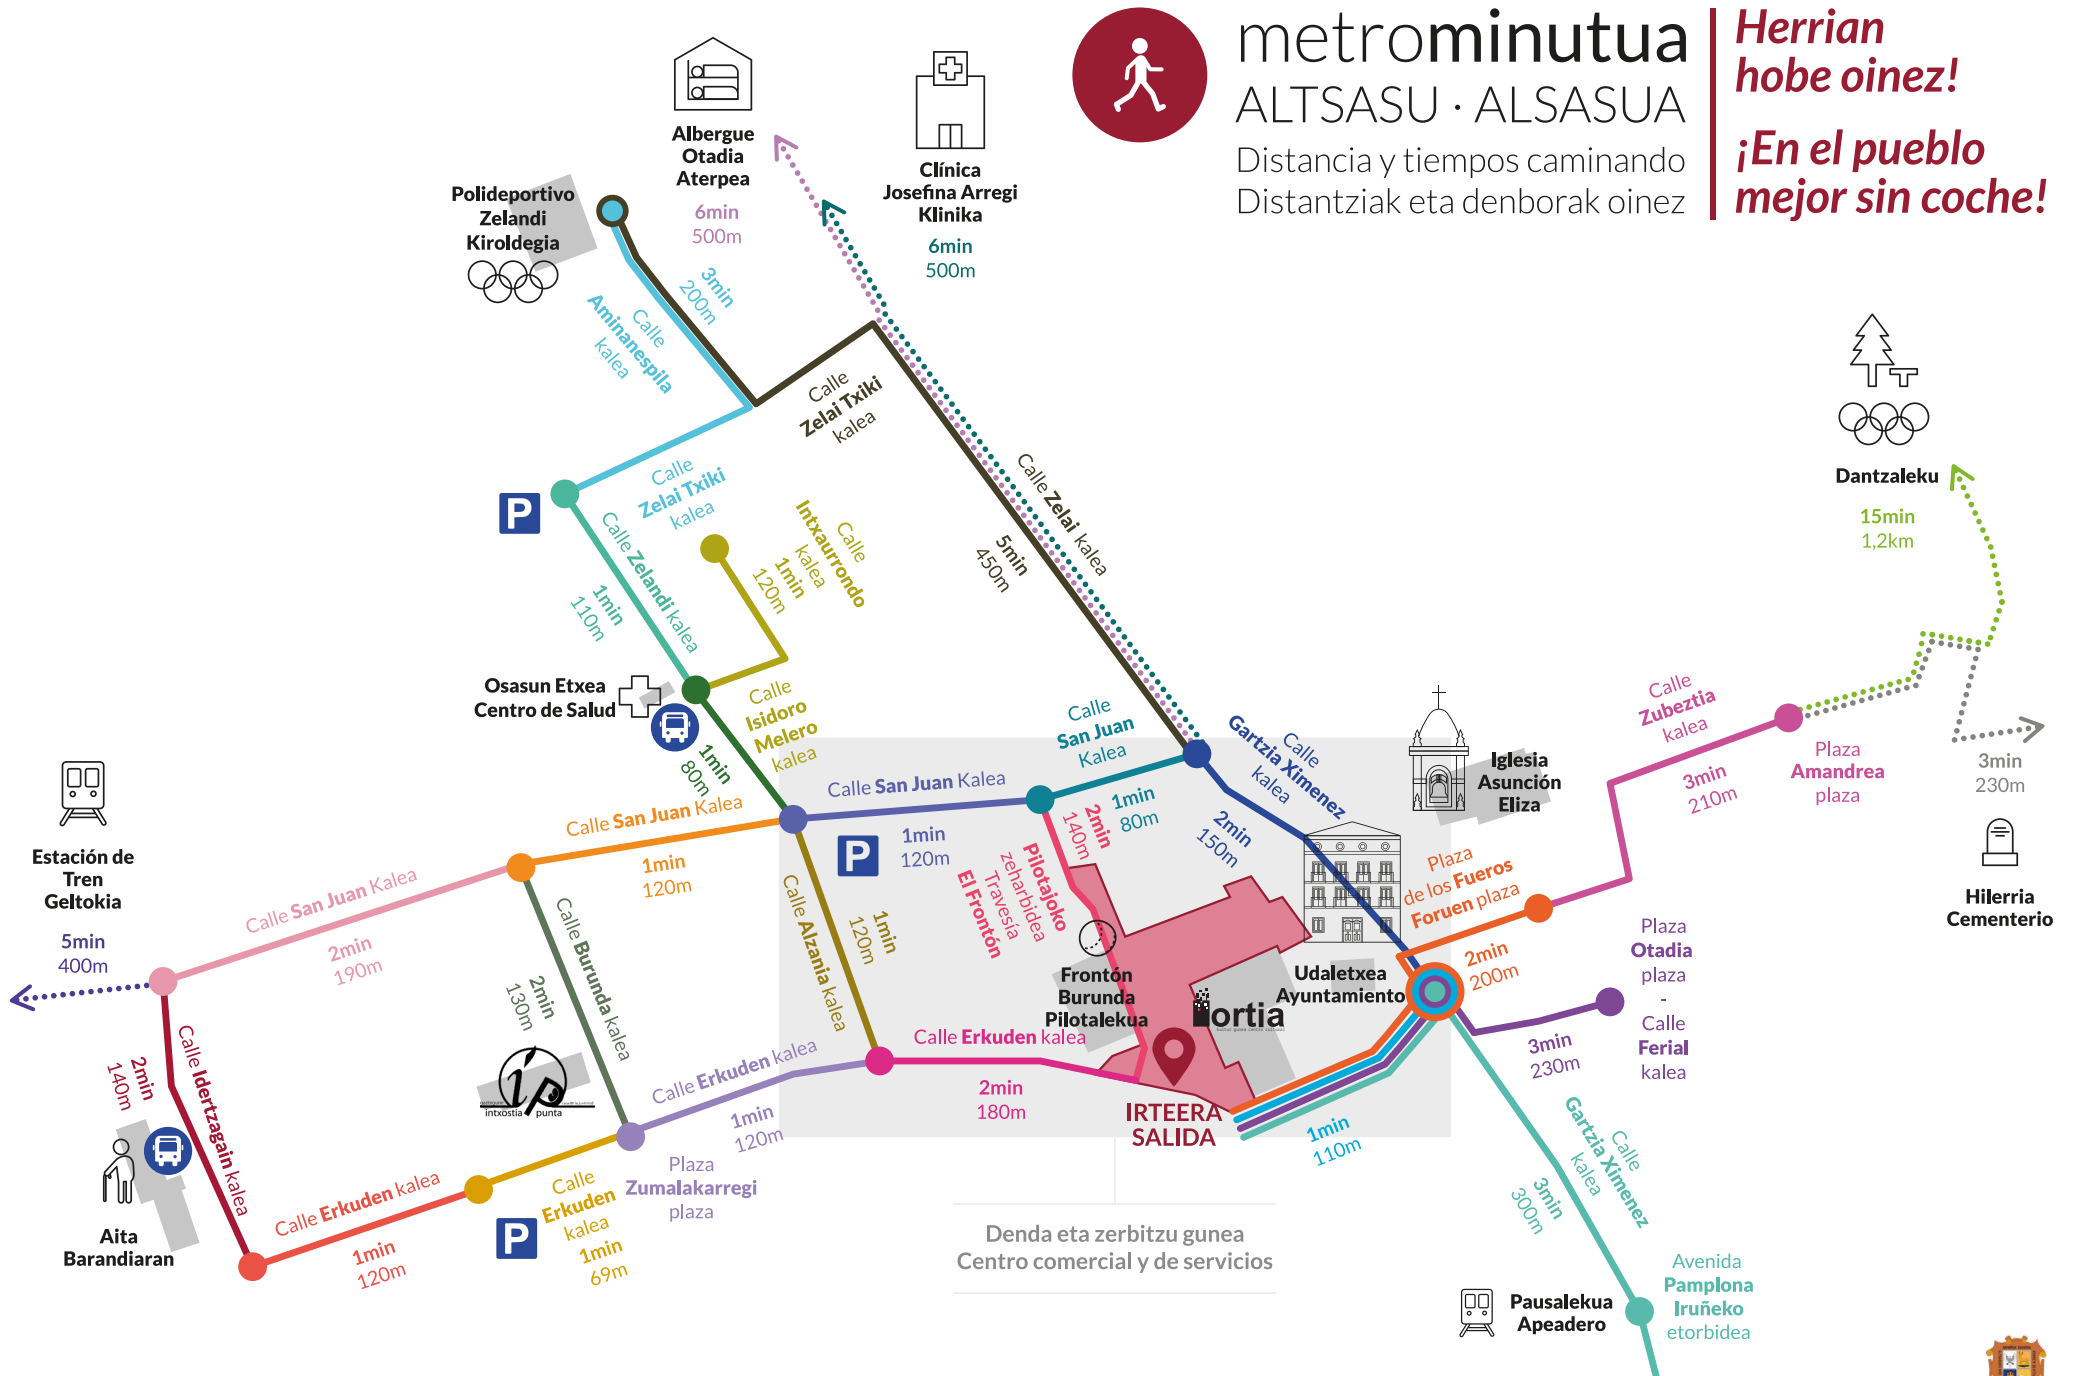 metrominutua
ALTSASU · ALSASUA
Distancia y tiempos caminando
Distantziak eta denborak oinez
Herrian
hobe oinez!
¡En el pueblo
mejor sin coche!
Albergue
Otadia
Aterpea
6min
500m
Clínica
Josefina Arregi
Klinika
6min
500m
Polideportivo
Zelandi
Kiroldegia
3min
200m
Calle
Aminanespila
kalea
Calle
Zelai Txiki
kalea
Calle Zelai kalea
5min
450m
Dantzaleku
15min
1,2km
P
Calle
Zelai Txiki
kalea
Calle
Intxaurrondo
kalea
1min
120m
Calle Zelandi kalea
1min
110m
Osasun Etxea
Centro de Salud
Calle
Isidoro
Melero
kalea
1min
80m
Calle
San Juan
Kalea
1min
80m
Calle
Gartzia Ximenez
kalea
2min
150m
Iglesia
Asunción
Eliza
Calle
Zubeztia
kalea
3min
210m
Plaza
Amandrea
plaza
3min
230m
Hilerria
Cementerio
Estación de
Tren
Geltokia
5min
400m
Calle San Juan Kalea
2min
190m
Calle San Juan Kalea
1min
120m
Calle San Juan Kalea
1min
120m
P
2min
140m
Pilotajoko
zeharbidea
Travesía
El Frontón
Calle Alzania kalea
1min
120m
Calle Burunda kalea
2min
130m
Frontón
Burunda
Pilotalekua
Iortia
Udaletxea
Ayuntamiento
Plaza
de los Fueros
Foruen plaza
2min
200m
Plaza
Otadia
plaza
-
Calle
Ferial
kalea
3min
230m
Calle Idertzagain kalea
2min
140m
Aita
Barandiaran
intxostia punta
Calle Erkuden kalea
1min
120m
P
Calle
Erkuden
kalea
1min
69m
Plaza
Zumalakarregi
plaza
Calle Erkuden kalea
1min
120m
Calle Erkuden kalea
2min
180m
IRTEERA
SALIDA
1min
110m
Calle
Gartzia Ximenez
kalea
3min
300m
Denda eta zerbitzu gunea
Centro comercial y de servicios
Pausalekua
Apeadero
Avenida
Pamplona
Iruñeko
etorbidea